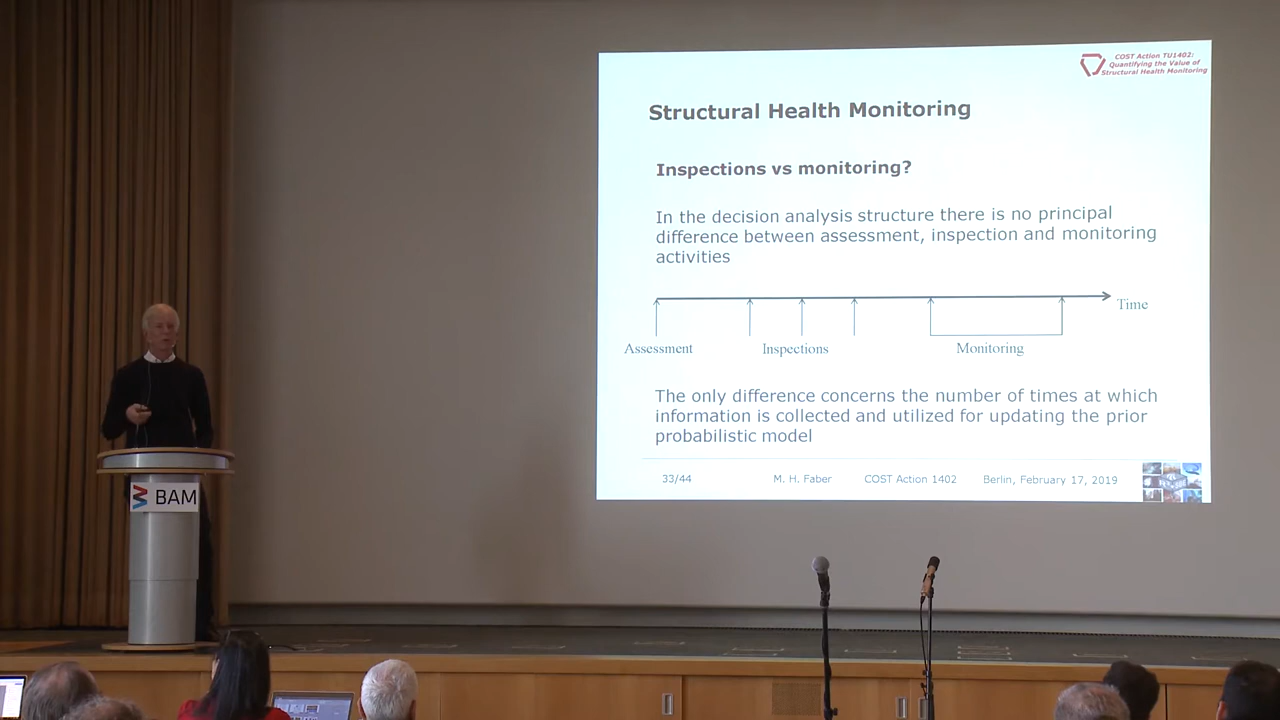 COST Action TU1402:
Quantifying the Value of
Structural Health Monitoring
Structural Health Monitoring
Inspections vs monitoring?
In the decision analysis structure there is no principal
difference between assessment, inspection and monitoring
activities
Time
Assessment
Inspections
Monitoring
The only difference concerns the number of times at which
information is collected and utilized for updating the prior
probabilistic model
33/44
M. H. Faber
COST Action 1402
Berlin, February 17, 2019
BAM